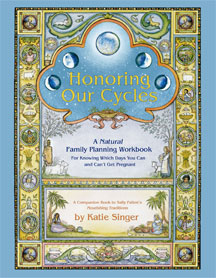 Honoring
Our Cycles
A Natural
Family Planning Workbook
For Knowing Which Days You Can
and Can't Get Pregnant
A Companion Book to Sally Fallon's
Nourishing Traditions
by Katie Singer